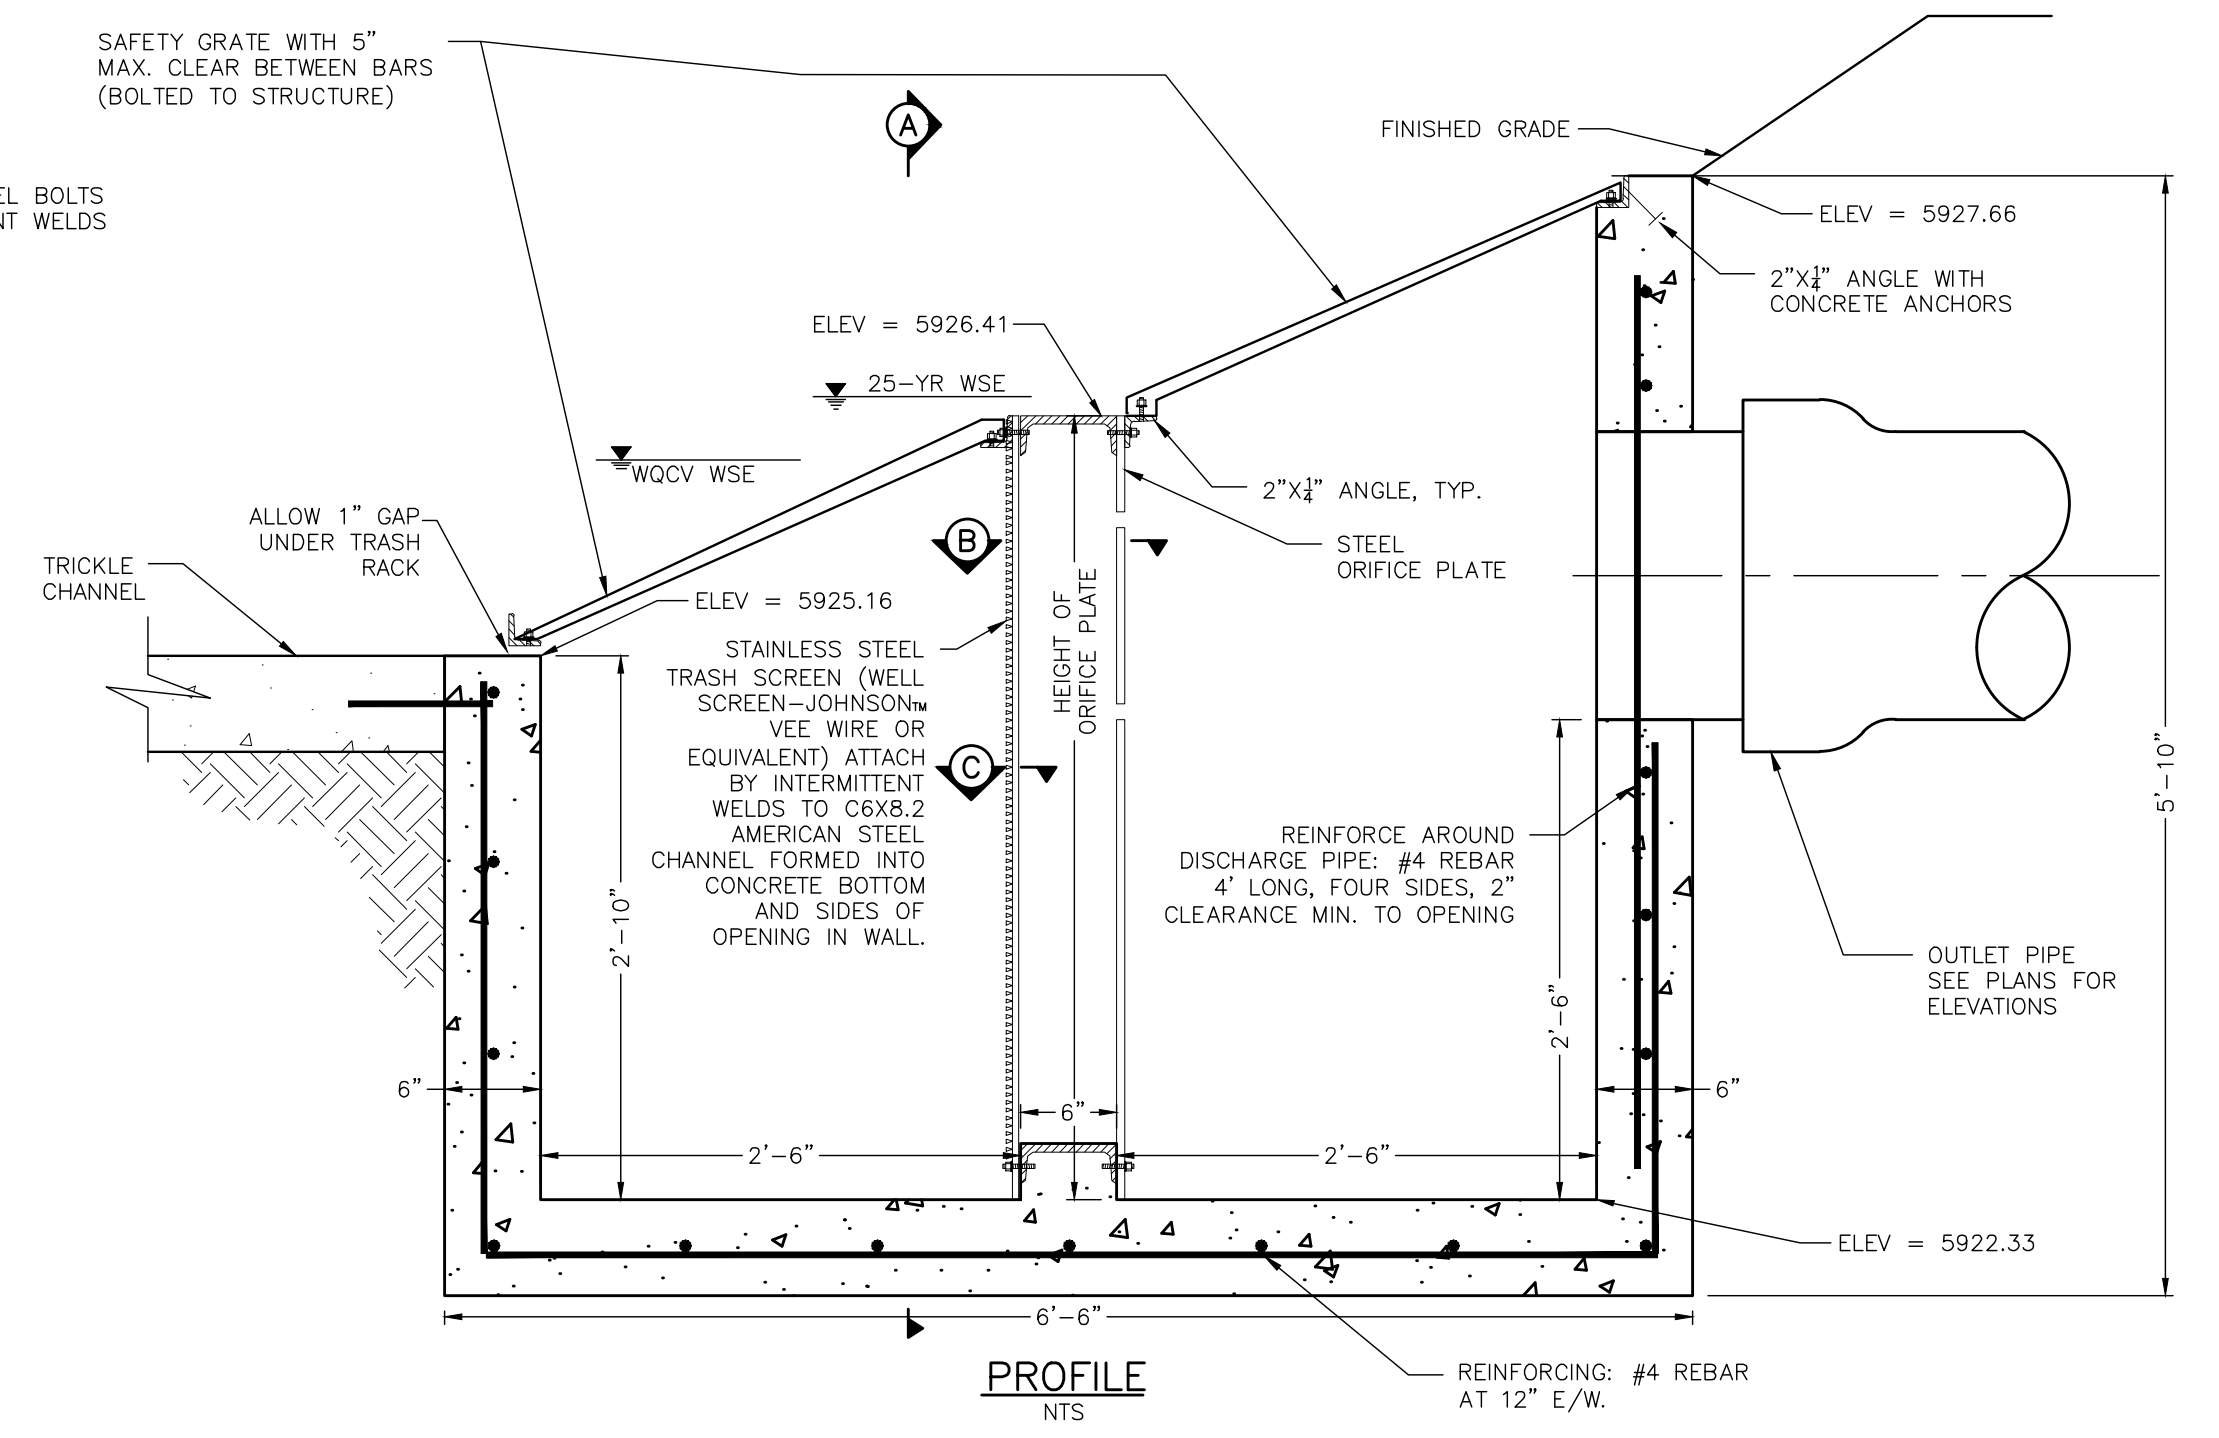 SAFETY GRATE WITH 5"
MAX. CLEAR BETWEEN BARS
(BOLTED TO STRUCTURE)
A
FINISHED GRADE
BOLTS
WELDS
ELEV = 5927.66
2"X1/4" ANGLE WITH
CONCRETE ANCHORS
ELEV = 5926.41
25-YR WSE
WQCV WSE
2"X1/4" ANGLE, TYP.
ALLOW 1" GAP
UNDER TRASH
RACK
STEEL
ORIFICE PLATE
B
TRICKLE
CHANNEL
ELEV = 5925.16
HEIGHT OF
ORIFICE PLATE
STAINLESS STEEL
TRASH SCREEN (WELL
SCREEN-JOHNSON™
VEE WIRE OR
EQUIVALENT) ATTACH
BY INTERMITTENT
WELDS TO C6X8.2
AMERICAN STEEL
CHANNEL FORMED INTO
CONCRETE BOTTOM
AND SIDES OF
OPENING IN WALL.
C
5'-10"
REINFORCE AROUND
DISCHARGE PIPE: #4 REBAR
4' LONG, FOUR SIDES, 2"
CLEARANCE MIN. TO OPENING
2'-10"
2'-6"
OUTLET PIPE
SEE PLANS FOR
ELEVATIONS
6"
6"
6"
2'-6"
2'-6"
ELEV = 5922.33
6'-6"
PROFILE
NTS
REINFORCING: #4 REBAR
AT 12" E/W.